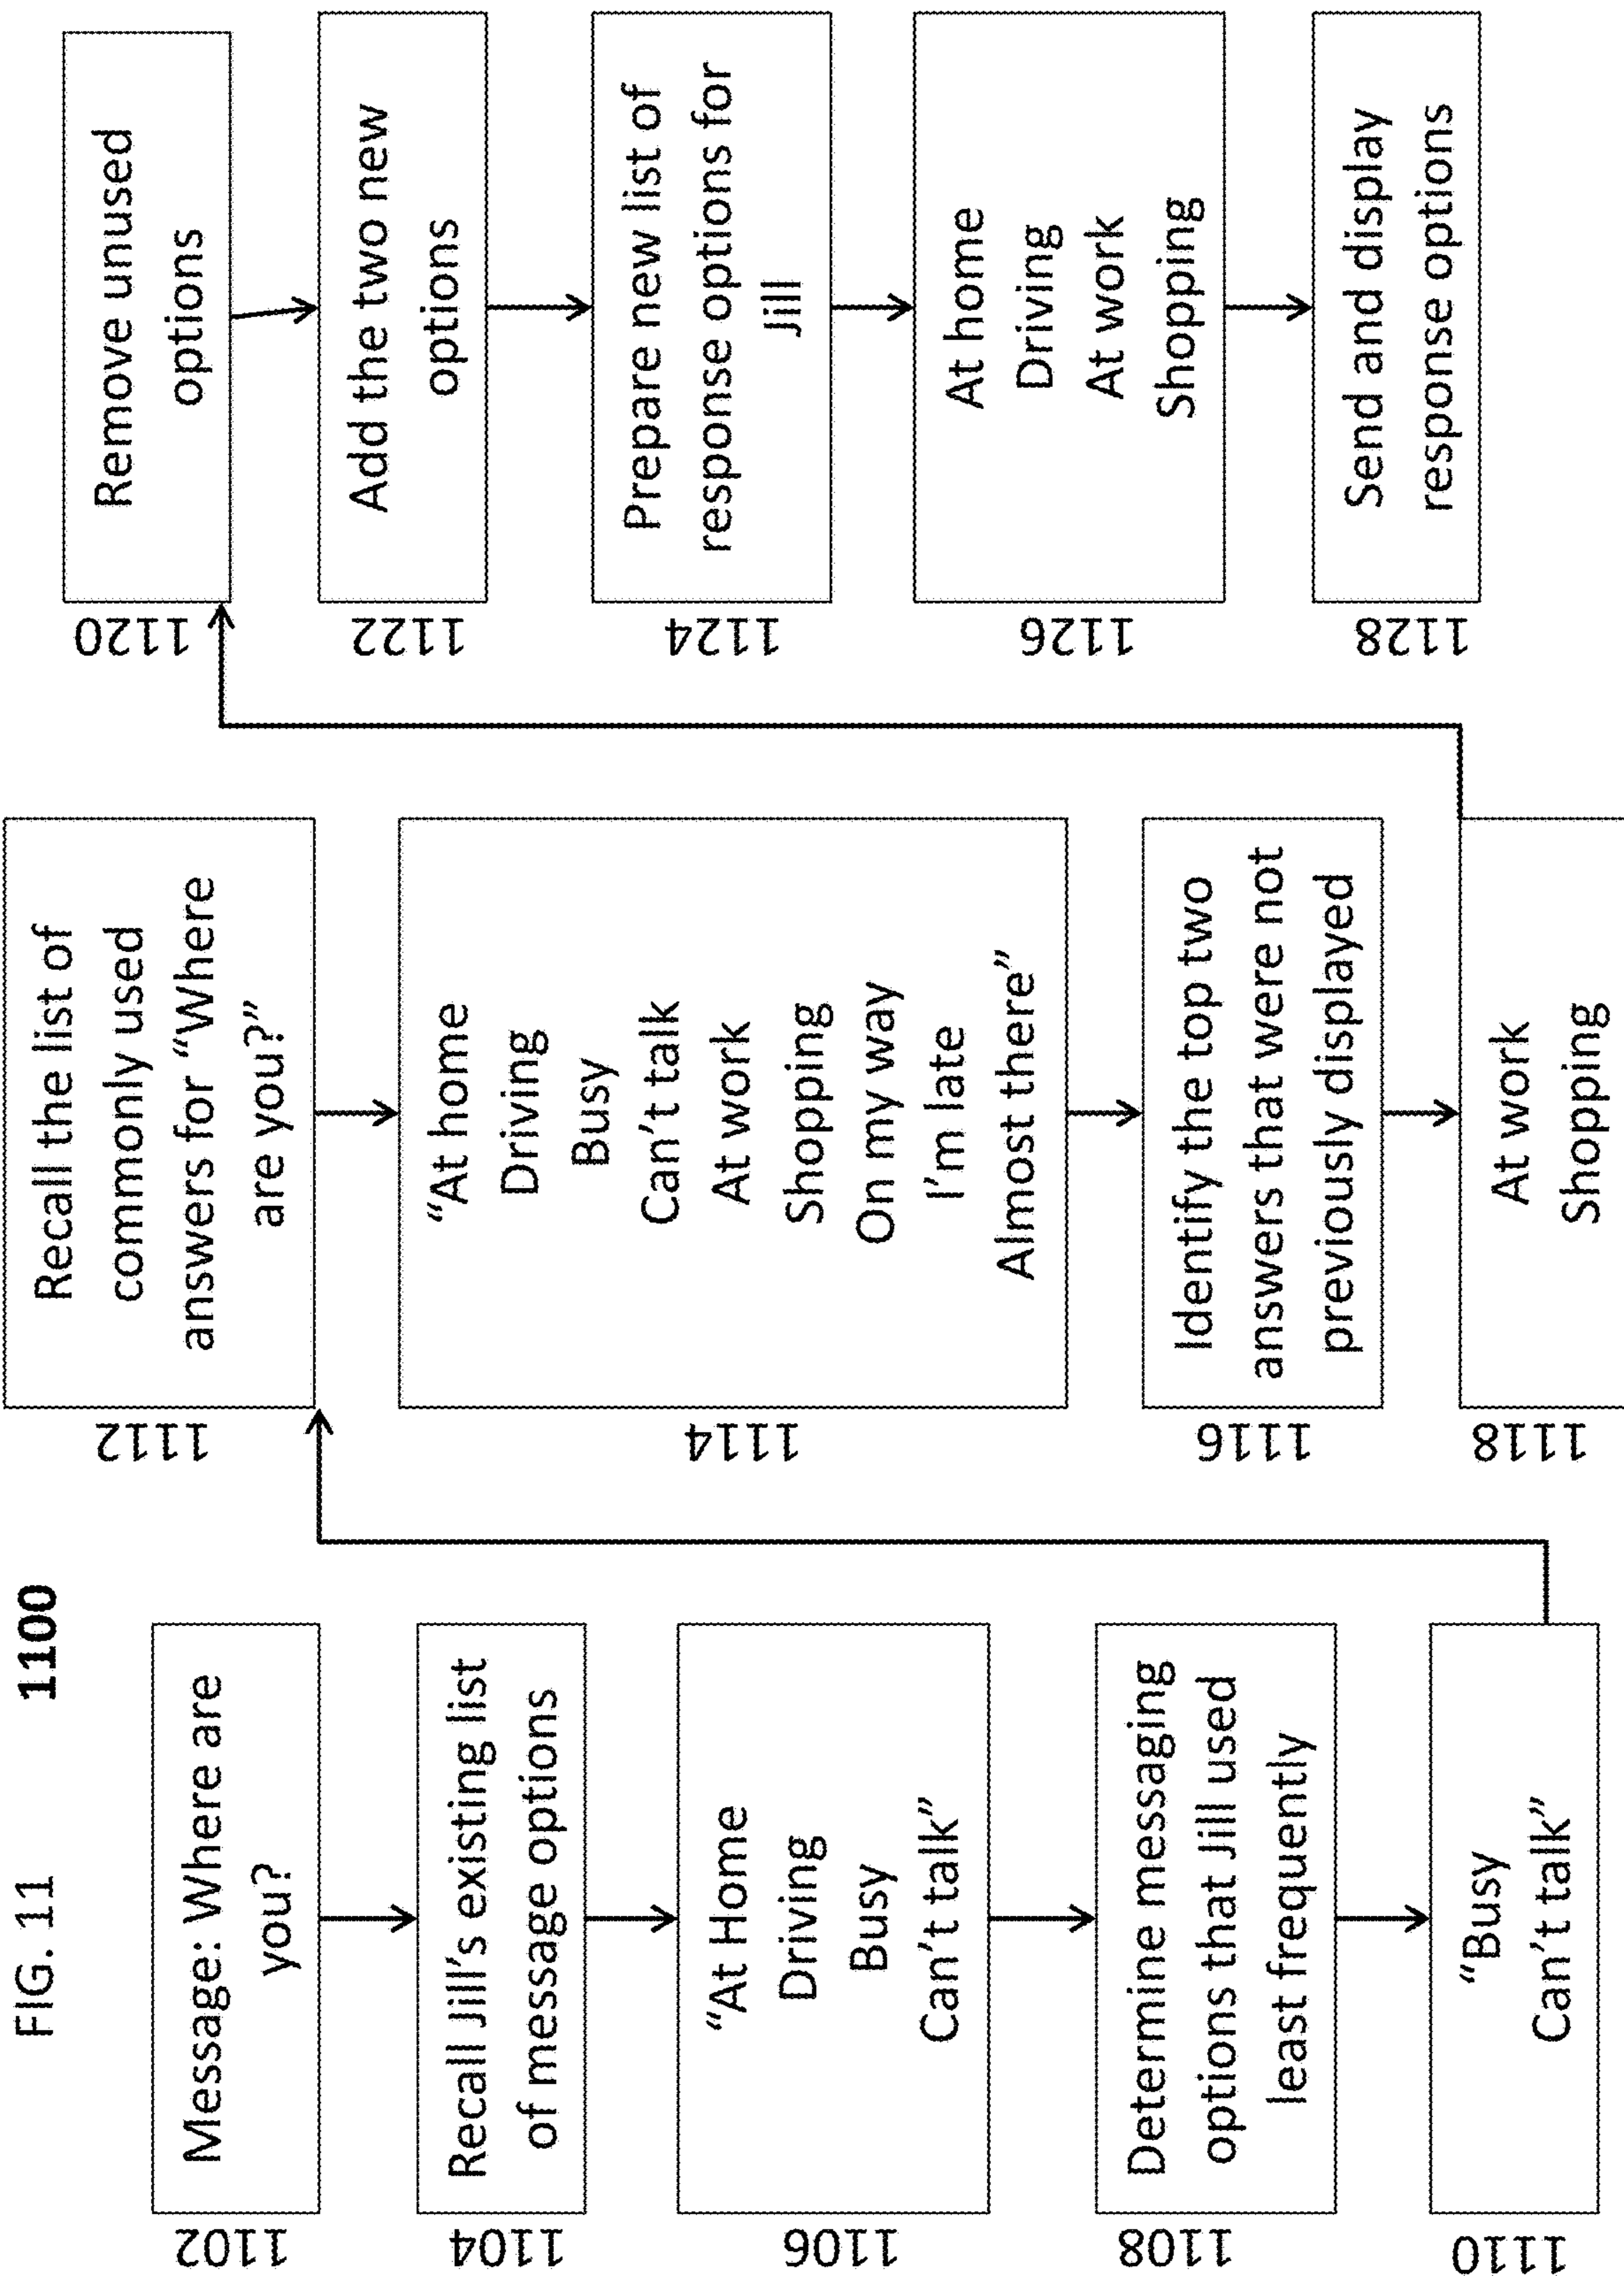 FIG. 11
1100
1102
Message: Where are
you?
1104
Recall Jill's existing list
of message options
1106
“At Home
Driving
Busy
Can't talk”
1108
Determine messaging
options that Jill used
least frequently
1110
“Busy
Can't talk”
1112
Recall the list of
commonly used
answers for “Where
are you?”
1114
“At home
Driving
Busy
Can't talk
At work
Shopping
On my way
I'm late
Almost there”
1116
Identify the top two
answers that were not
previously displayed
1118
At work
Shopping
1120
Remove unused
options
1122
Add the two new
options
1124
Prepare new list of
response options for
Jill
1126
At home
Driving
At work
Shopping
1128
Send and display
response options